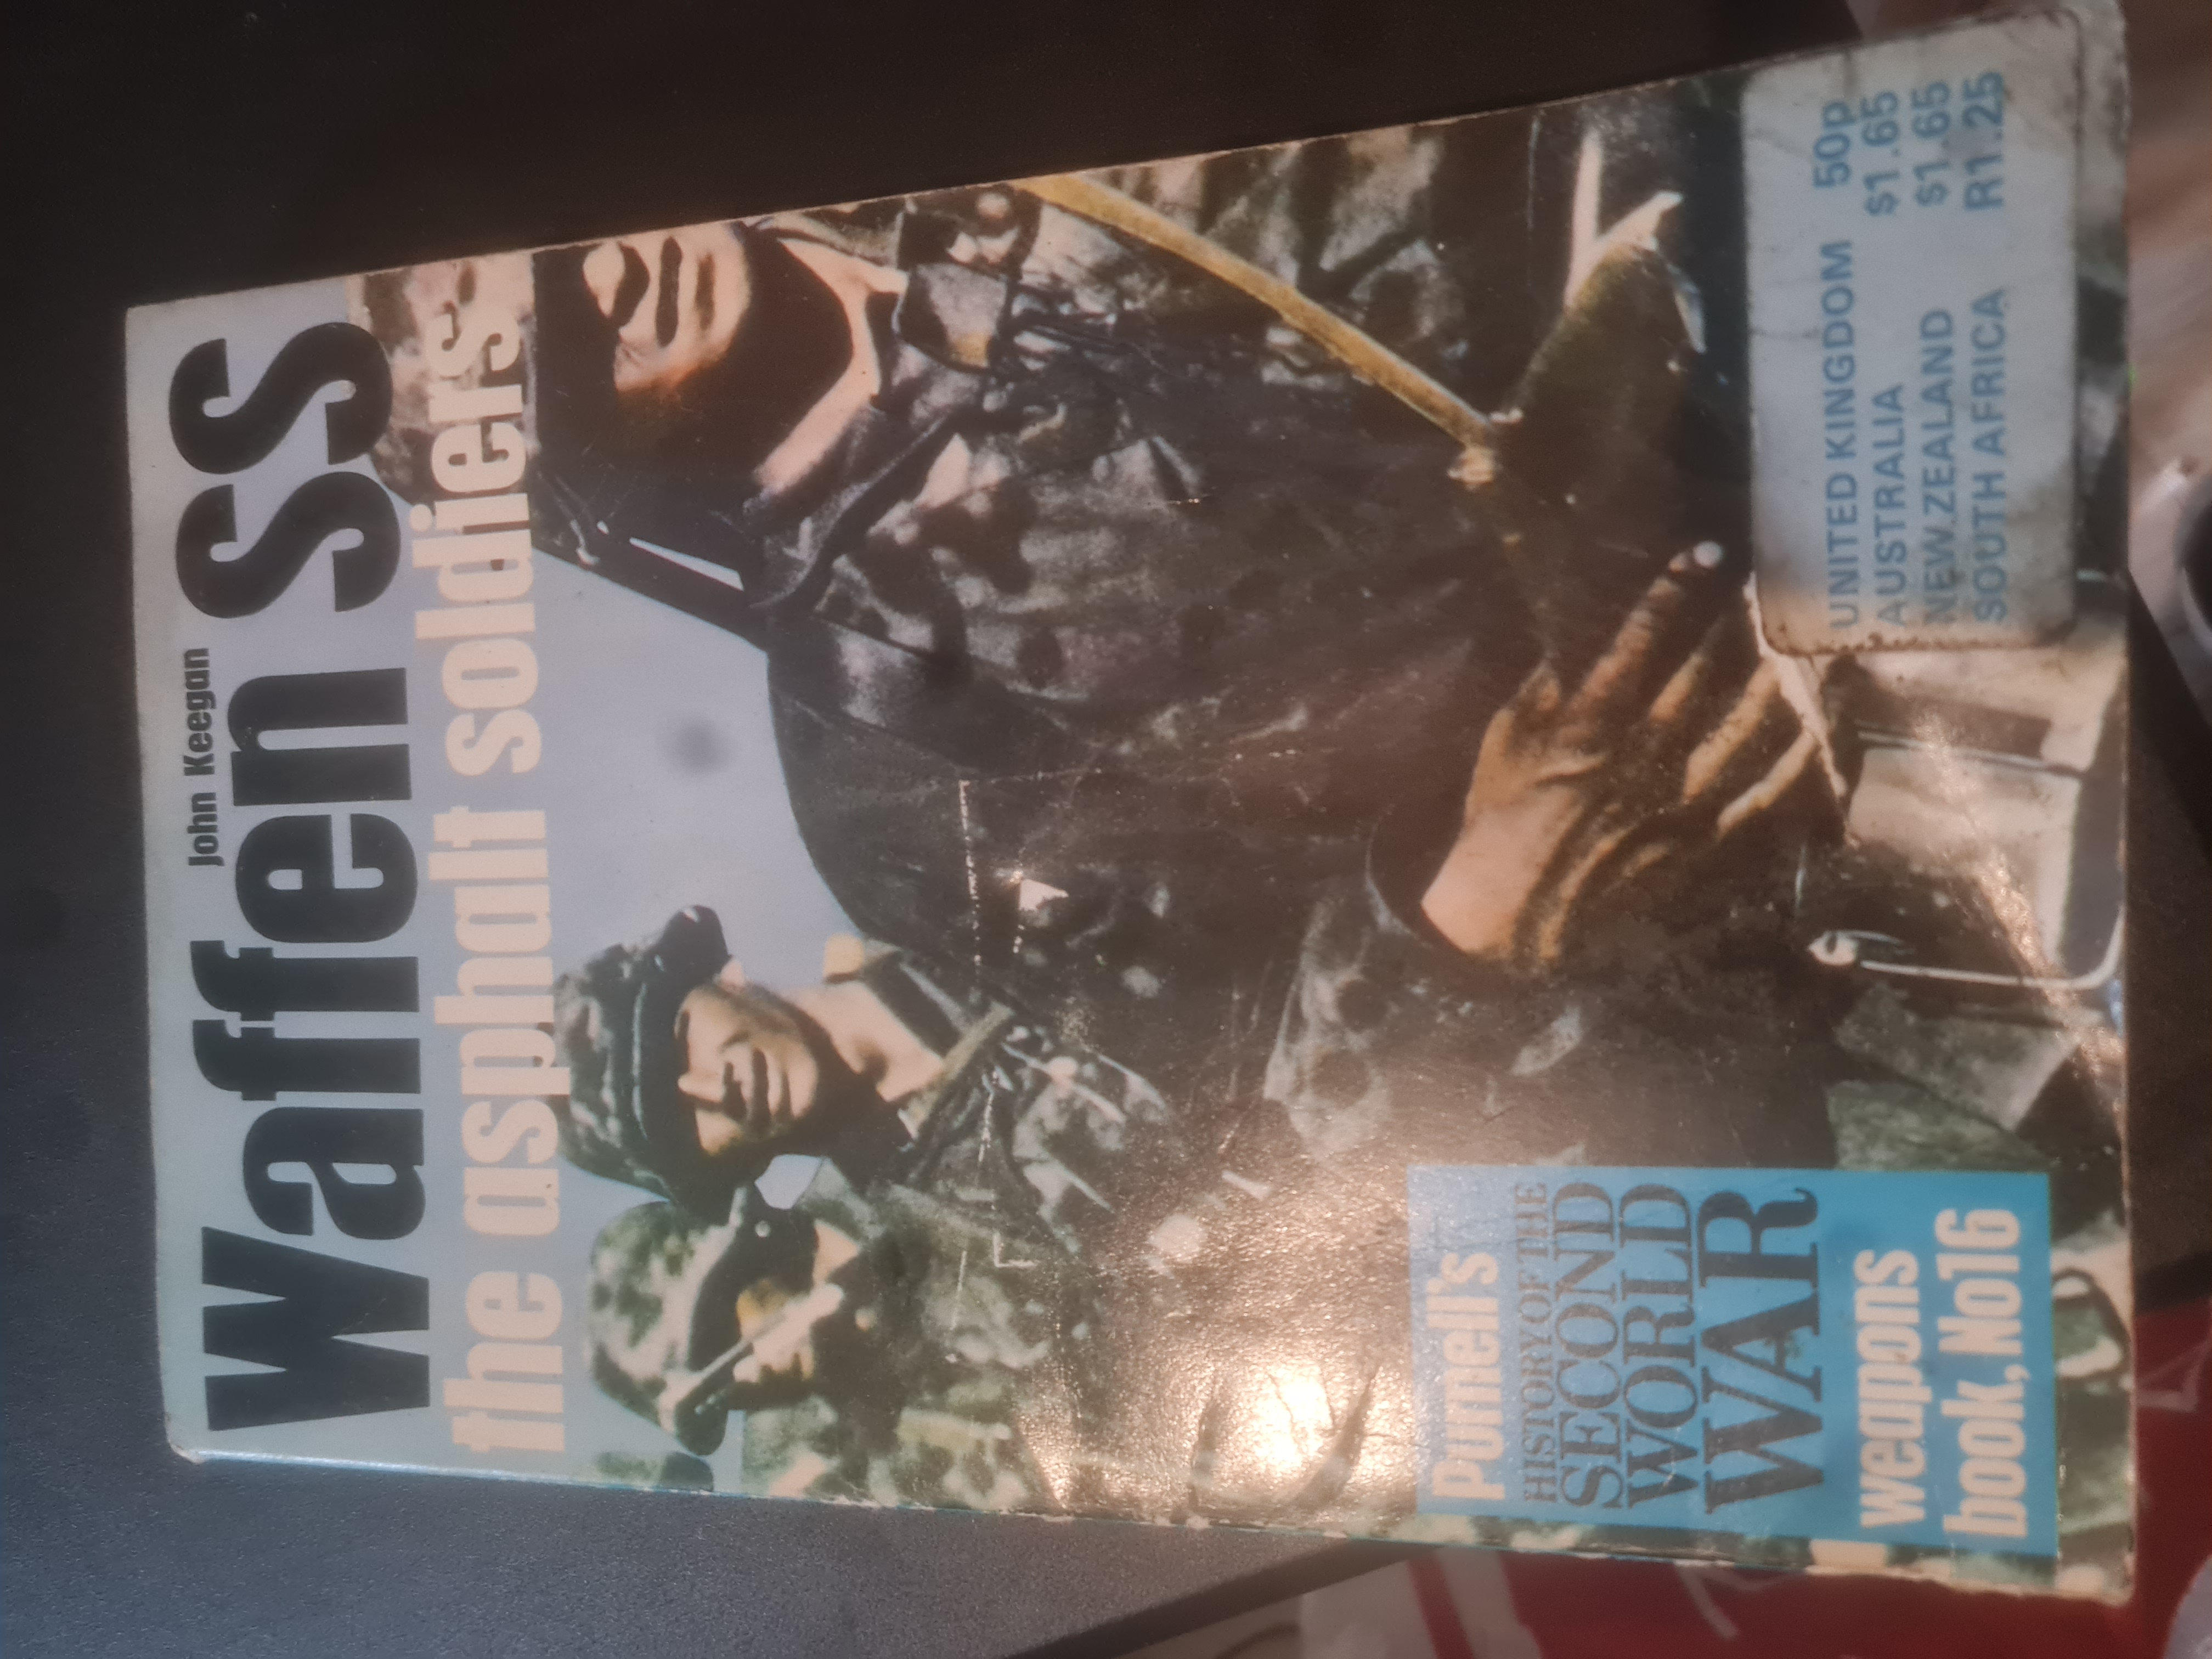 John Keegan
Waffen SS
the asphalt soldiers
Purnell's
HISTORY OF THE
SECOND
WORLD
WAR
weapons
book, No16
UNITED KINGDOM 50p
AUSTRALIA $1.65
NEW ZEALAND $1.65
SOUTH AFRICA R1.25